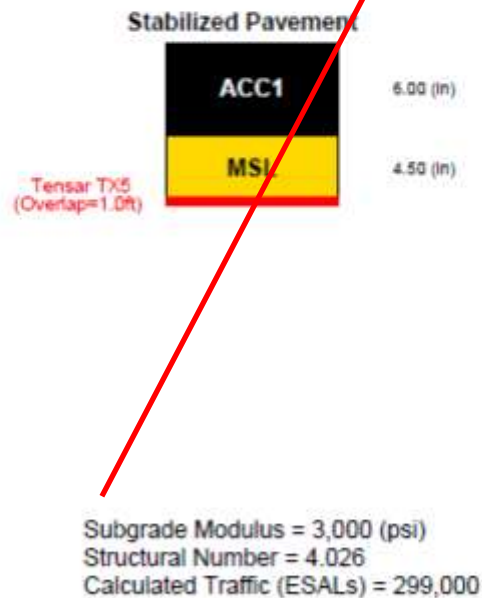 Stabilized Pavement
ACC1
6.00 (in)
MSL
4.50 (in)
Tensar TX5
(Overlap=1.0ft)
Subgrade Modulus = 3,000 (psi)
Structural Number = 4.026
Calculated Traffic (ESALs) = 299,000